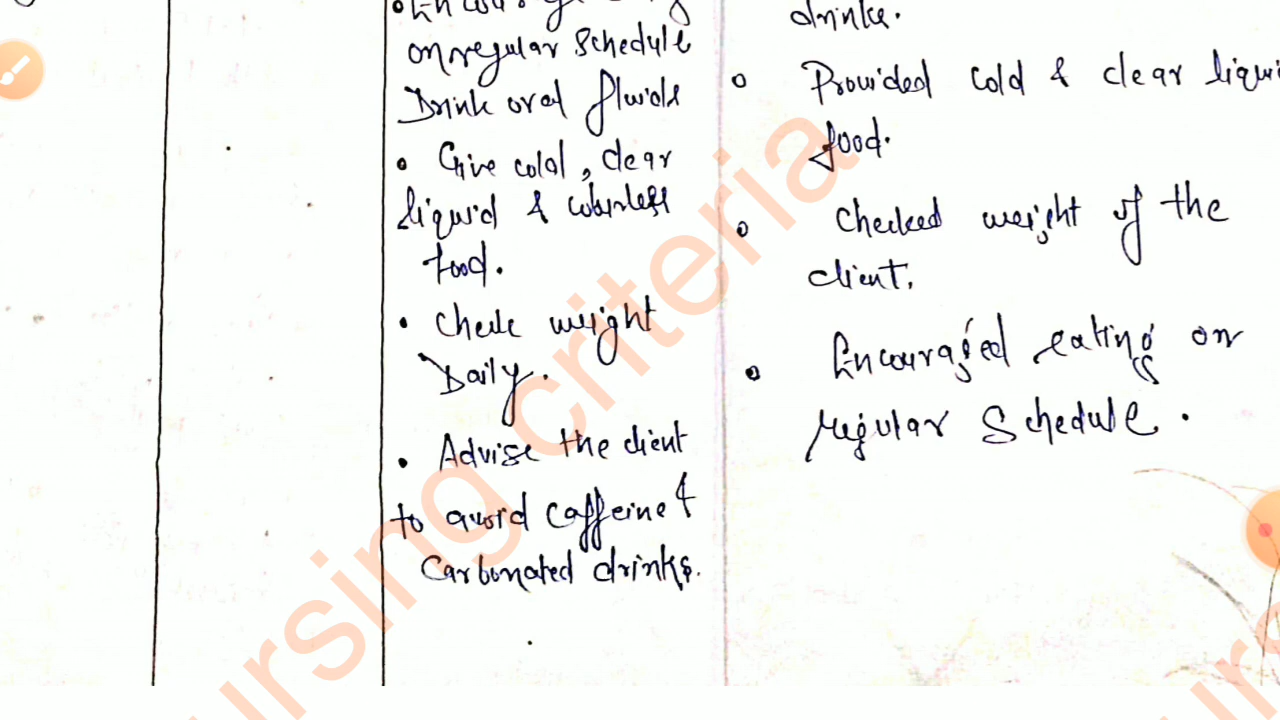 on regular Schedule
Drink oral fluids
• Give cold, clear
liquid & colourless
food.
• Check weight
Daily.
• Advise the client
to avoid caffeine &
Carbonated drinks.
drinks.
• Provided cold & clear
food.
• Checked weight of the
client.
• Encouraged eating on
regular Schedule.
nursing criteria